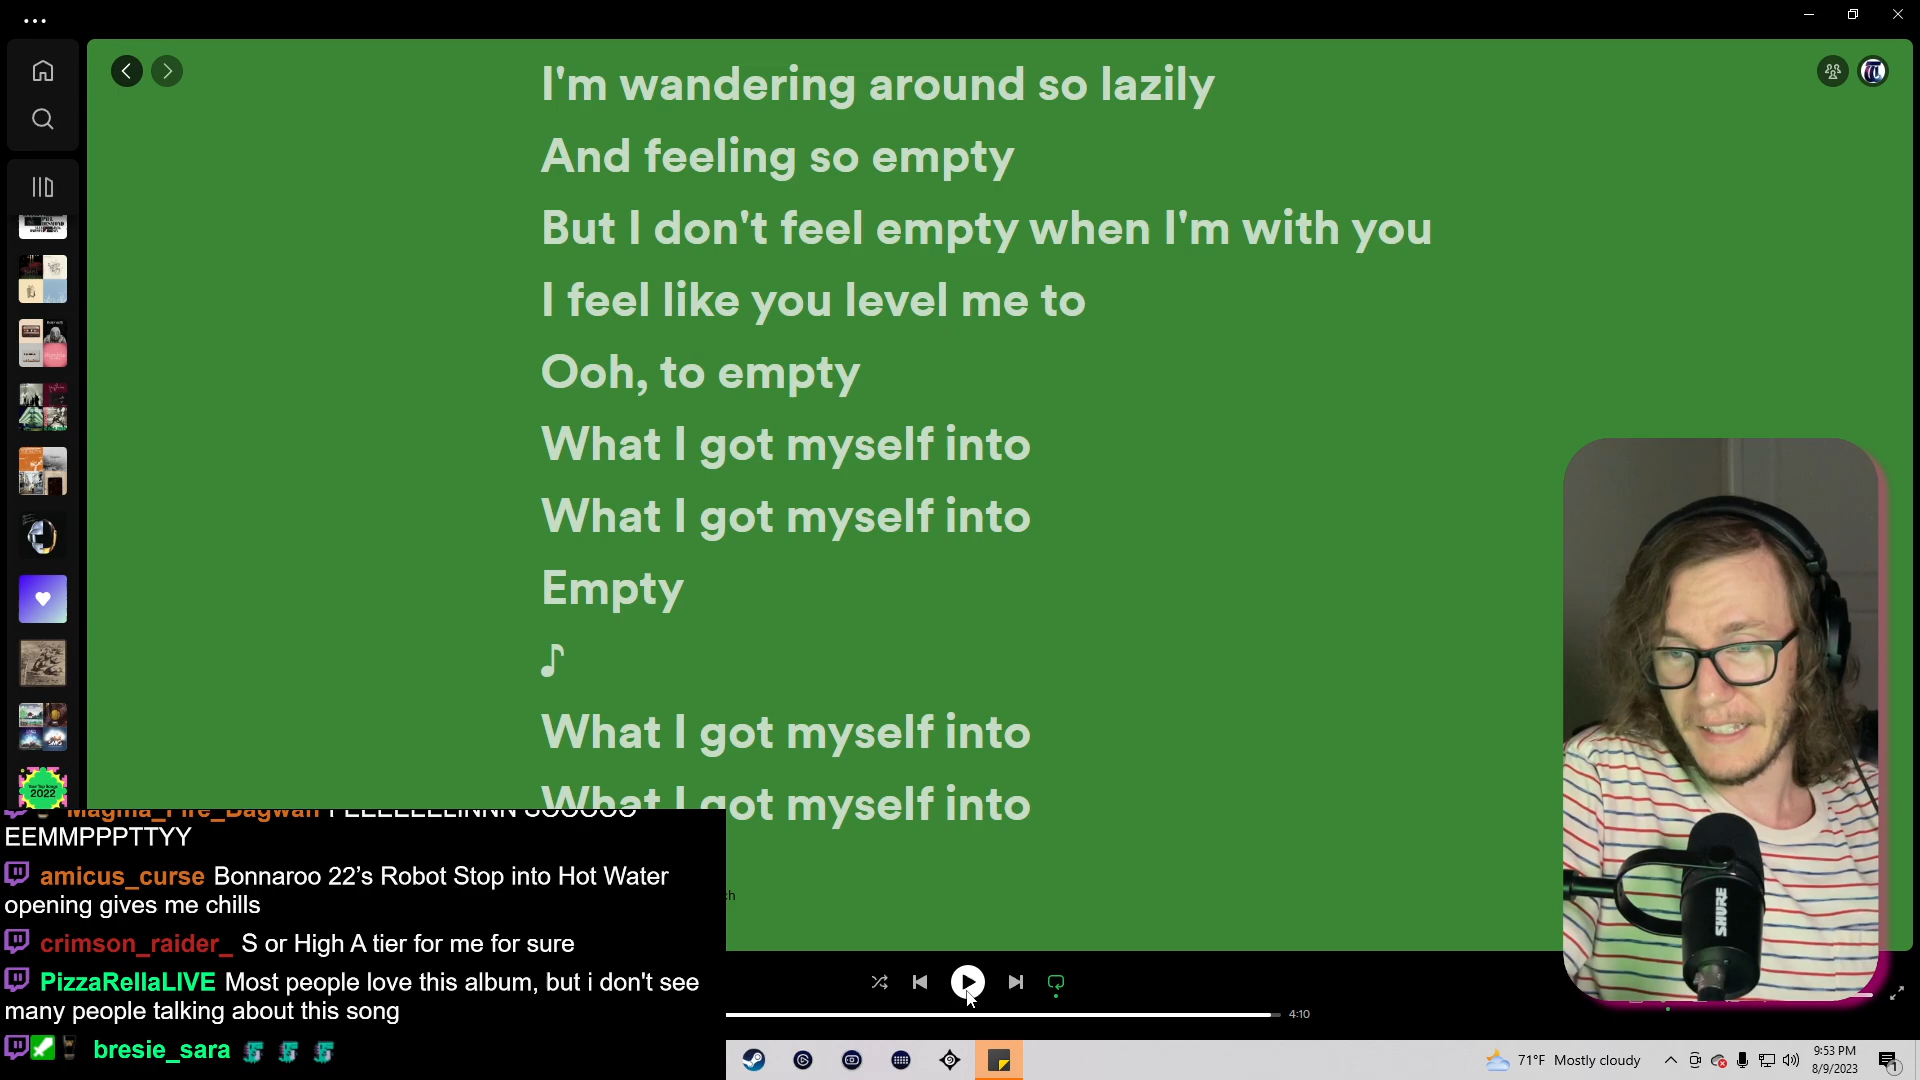 I'm wandering around so lazily
And feeling so empty
But I don't feel empty when I'm with you
I feel like you level me to
Ooh, to empty
What I got myself into
What I got myself into
Empty
What I got myself into
What I got myself into
2022
EEMMPPPTTYY
amicus_curse Bonnaroo 22’s Robot Stop into Hot Water
opening gives me chills
crimson_raider_ S or High A tier for me for sure
PizzaRellaLIVE Most people love this album, but i don't see
many people talking about this song
bresie_sara
ch
4:10
SHURE
71°F Mostly cloudy
9:53 PM
8/9/2023
1